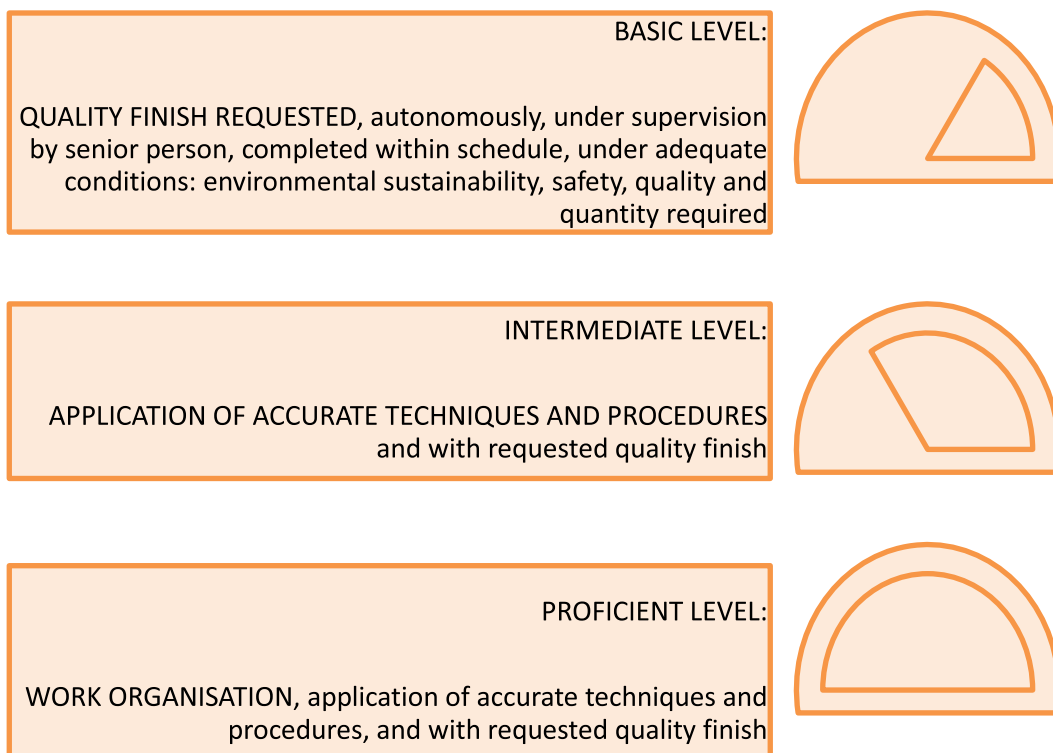 BASIC LEVEL:
QUALITY FINISH REQUESTED, autonomously, under supervision
by senior person, completed within schedule, under adequate
conditions: environmental sustainability, safety, quality and
quantity required
INTERMEDIATE LEVEL:
APPLICATION OF ACCURATE TECHNIQUES AND PROCEDURES
and with requested quality finish
PROFICIENT LEVEL:
WORK ORGANISATION, application of accurate techniques and
procedures, and with requested quality finish